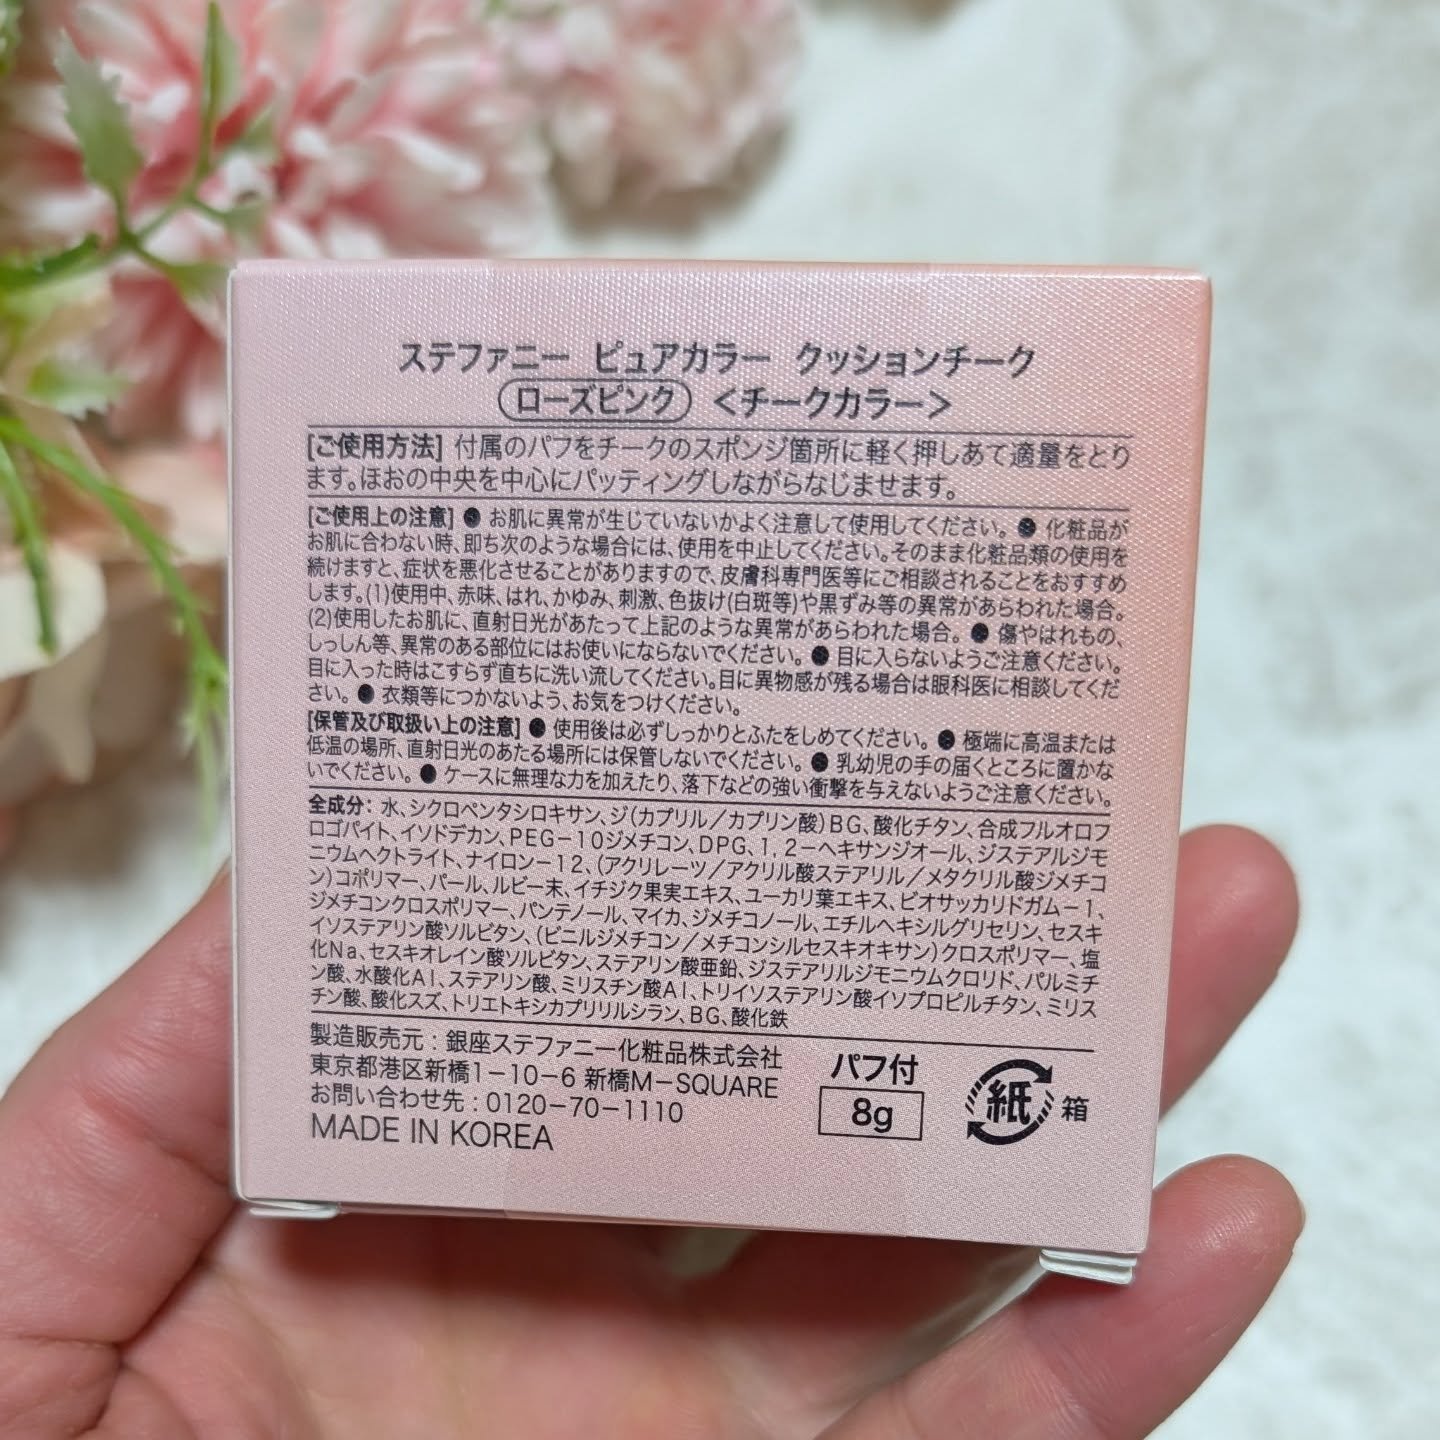 ステファニー ピュアカラー クッションチーク
ローズピンク <チークカラー>
[ご使用方法] 付属のパフをチークのスポンジ箇所に軽く押しあて適量をとり
ます。ほおの中央を中心にパッティングしながらなじませます。
[ご使用上の注意] ● お肌に異常が生じていないかよく注意して使用してください。 ● 化粧品が
お肌に合わない時、即ち次のような場合には、使用を中止してください。そのまま化粧品類の使用を
続けますと、症状を悪化させることがありますので、皮膚科専門医等にご相談されることをおすすめ
します。(1)使用中、赤味、はれ、かゆみ、刺激、色抜け(白斑等)や黒ずみ等の異常があらわれた場合。
(2)使用したお肌に、直射日光があたって上記のような異常があらわれた場合。 ● 傷やはれもの、
しっしん等、異常のある部位にはお使いにならないでください。 ● 目に入らないようご注意ください。
目に入った時はこすらず直ちに洗い流してください。目に異物感が残る場合は眼科医に相談してくだ
さい。 ● 衣類等につかないよう、お気をつけください。
[保管及び取扱い上の注意] ● 使用後は必ずしっかりとふたをしめてください。 ● 極端に高温または
低温の場所、直射日光のあたる場所には保管しないでください。 ● 乳幼児の手の届くところに置かな
いでください。 ● ケースに無理な力を加えたり、落下などの強い衝撃を与えないようご注意ください。
全成分：水、シクロペンタシロキサン、ジ(カプリル／カプリン酸)BG、酸化チタン、合成フルオロフ
ロゴパイト、イソドデカン、PEG－10ジメチコン、DPG、1，2－ヘキサンジオール、ジステアルジモ
ニウムヘクトライト、ナイロン－12、(アクリレーツ／アクリル酸ステアリル／メタクリル酸ジメチコ
ン)コポリマー、パール、ルビー末、イチジク果実エキス、ユーカリ葉エキス、ビオサッカリドガム－1、
ジメチコンクロスポリマー、パンテノール、マイカ、ジメチコノール、エチルヘキシルグリセリン、セスキ
イソステアリン酸ソルビタン、(ビニルジメチコン／メチコンシルセスキオキサン)クロスポリマー、塩
化Na、セスキオレイン酸ソルビタン、ステアリン酸亜鉛、ジステアリルジモニウムクロリド、パルミチ
ン酸、水酸化Al、ステアリン酸、ミリスチン酸Al、トリイソステアリン酸イソプロピルチタン、ミリス
チン酸、酸化スズ、トリエトキシカプリリルシラン、BG、酸化鉄
製造販売元：銀座ステファニー化粧品株式会社
東京都港区新橋1－10－6 新橋M－SQUARE
お問い合わせ先：0120－70－1110
MADE IN KOREA
パフ付
8g
紙
箱